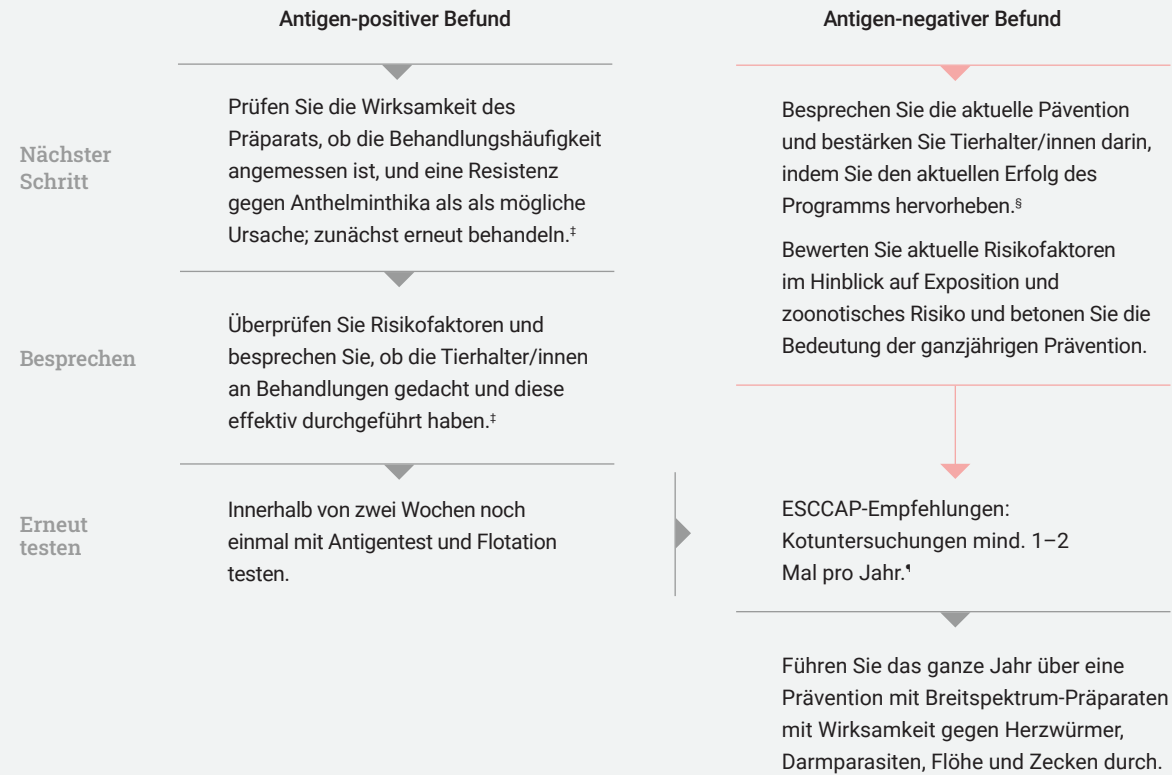 Antigen-positiver Befund
Antigen-negativer Befund
Nächster
Schritt
Prüfen Sie die Wirksamkeit des
Präparats, ob die Behandlungshäufigkeit
angemessen ist, und eine Resistenz
gegen Anthelminthika als als mögliche
Ursache; zunächst erneut behandeln.‡
Besprechen
Überprüfen Sie Risikofaktoren und
besprechen Sie, ob die Tierhalter/innen
an Behandlungen gedacht und diese
effektiv durchgeführt haben.‡
Erneut
testen
Innerhalb von zwei Wochen noch
einmal mit Antigentest und Flotation
testen.
Besprechen Sie die aktuelle Pävention
und bestärken Sie Tierhalter/innen darin,
indem Sie den aktuellen Erfolg des
Programms hervorheben.§
Bewerten Sie aktuelle Risikofaktoren
im Hinblick auf Exposition und
zoonotisches Risiko und betonen Sie die
Bedeutung der ganzjährigen Prävention.
ESCCAP-Empfehlungen:
Kotuntersuchungen mind. 1–2
Mal pro Jahr.¶
Führen Sie das ganze Jahr über eine
Prävention mit Breitspektrum-Präparaten
mit Wirksamkeit gegen Herzwürmer,
Darmparasiten, Flöhe und Zecken durch.